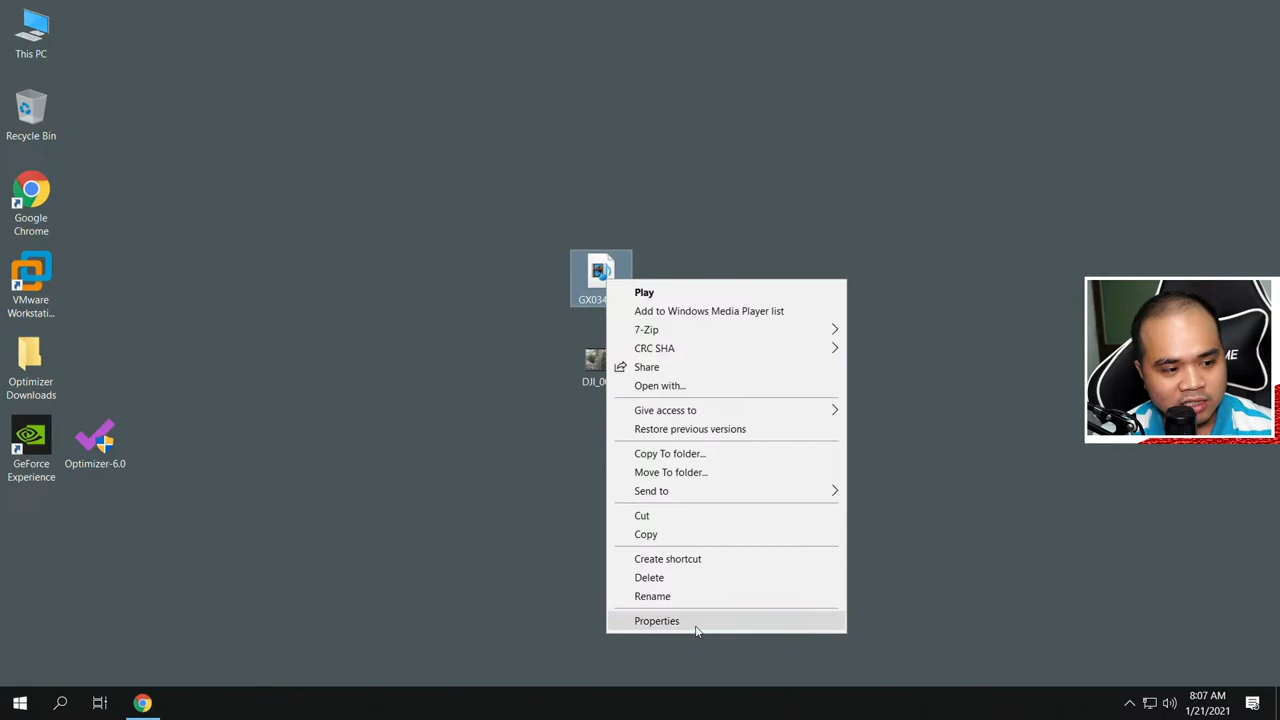 This PC
Recycle Bin
Google
Chrome
VMware
Workstati...
Optimizer
Downloads
GeForce
Experience
Optimizer-6.0
GX034
DJI_0
Play
Add to Windows Media Player list
7-Zip
CRC SHA
Share
Open with...
Give access to
Restore previous versions
Copy To folder...
Move To folder...
Send to
Cut
Copy
Create shortcut
Delete
Rename
Properties
8:07 AM
1/21/2021